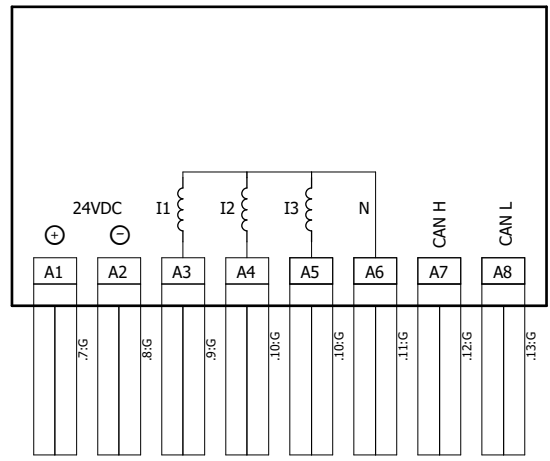 24VDC I1 I2 I3 N CAN H CAN L
+ −
A1 A2 A3 A4 A5 A6 A7 A8
.7:G .8:G .9:G .10:G .10:G .11:G .12:G .13:G